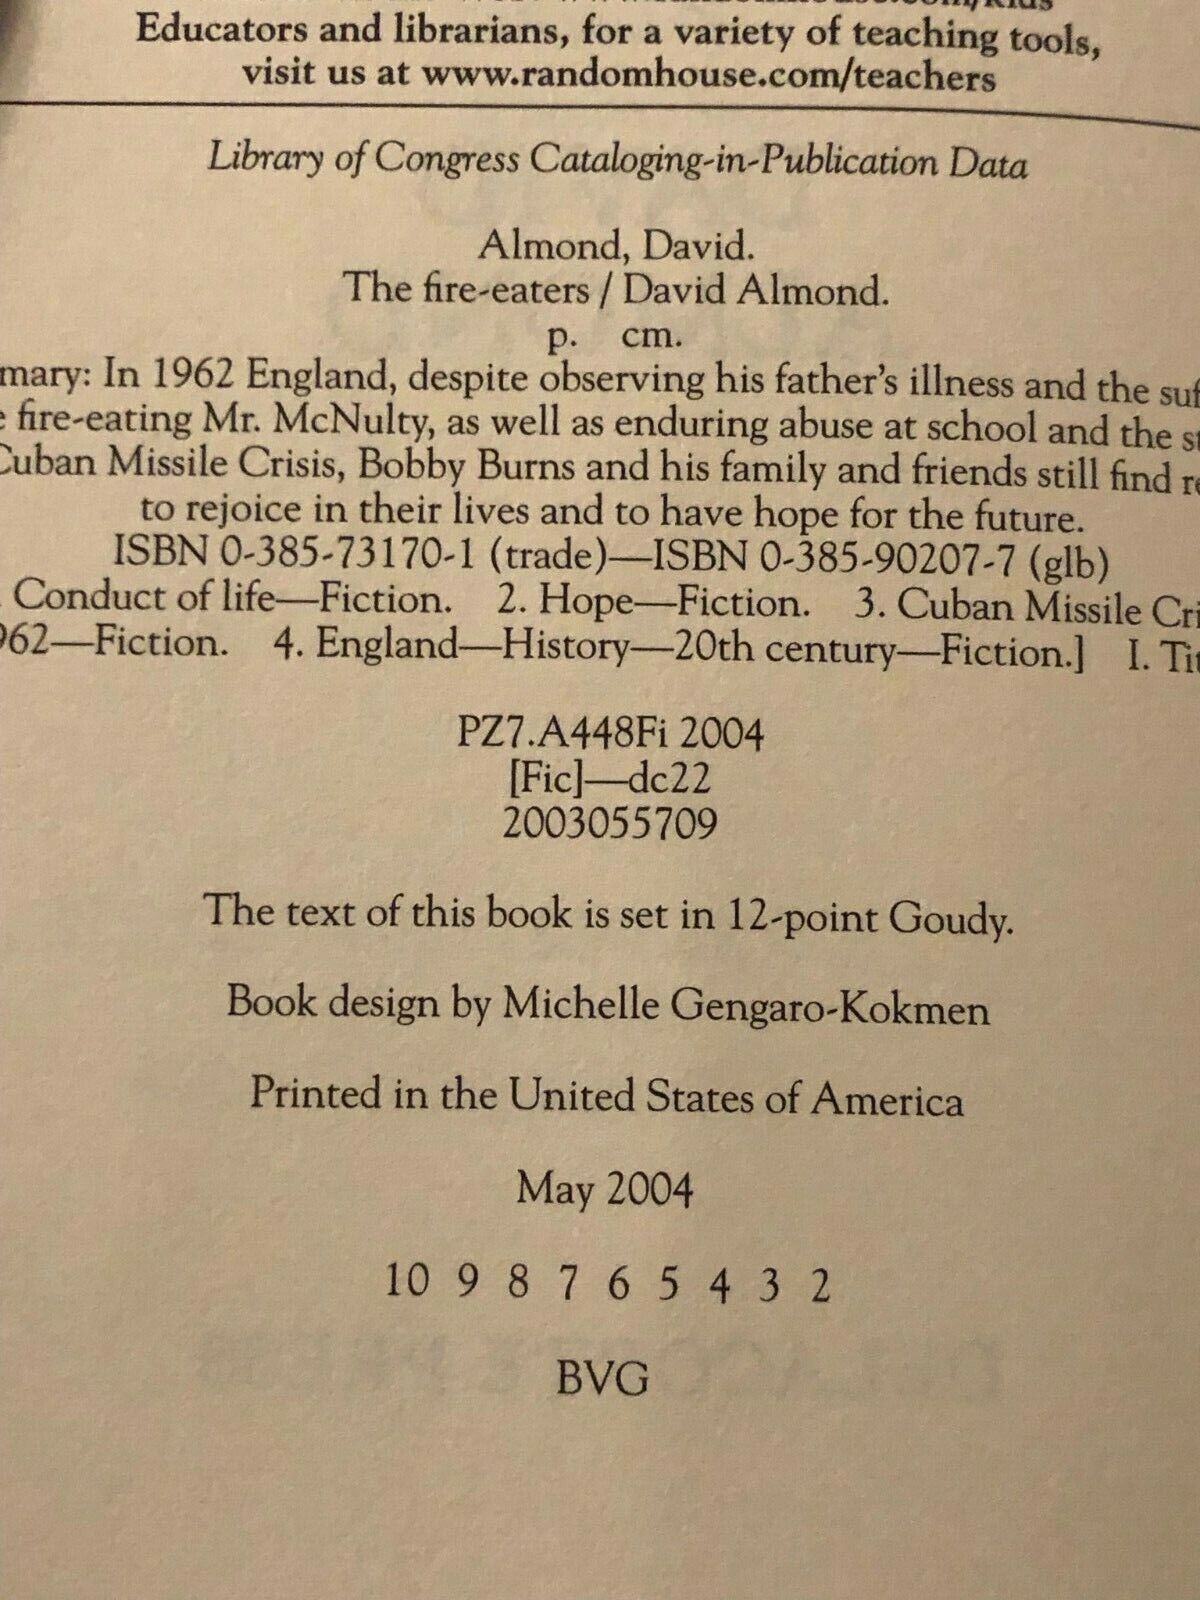 Educators and librarians, for a variety of teaching tools,
visit us at www.randomhouse.com/teachers
Library of Congress Cataloging-in-Publication Data
Almond, David.
The fire-eaters / David Almond.
p. cm.
mary: In 1962 England, despite observing his father's illness and the suf
e fire-eating Mr. McNulty, as well as enduring abuse at school and the st
Cuban Missile Crisis, Bobby Burns and his family and friends still find re
to rejoice in their lives and to have hope for the future.
ISBN 0-385-73170-1 (trade)—ISBN 0-385-90207-7 (glb)
. Conduct of life—Fiction. 2. Hope—Fiction. 3. Cuban Missile Cri
962—Fiction. 4. England—History—20th century—Fiction.] I. Tit
PZ7.A448Fi 2004
[Fic]—dc22
2003055709
The text of this book is set in 12-point Goudy.
Book design by Michelle Gengaro-Kokmen
Printed in the United States of America
May 2004
10 9 8 7 6 5 4 3 2
BVG